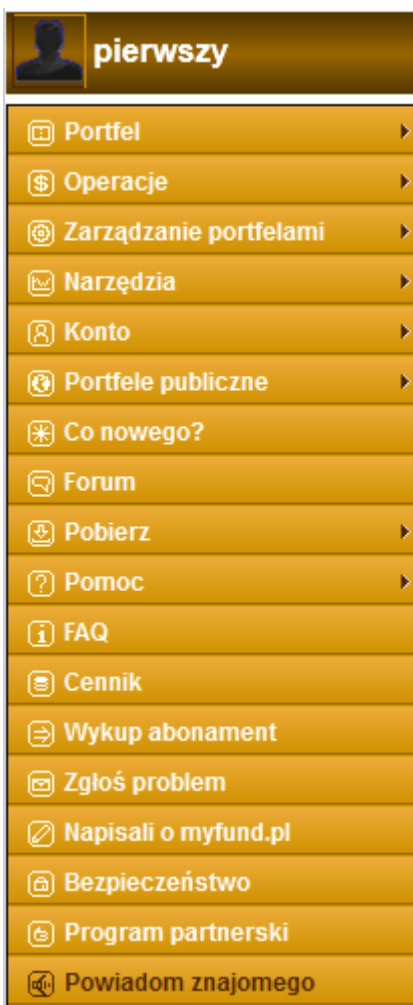 pierwszy
Portfel
Operacje
Zarządzanie portfelami
Narzędzia
Konto
Portfele publiczne
Co nowego?
Forum
Pobierz
Pomoc
FAQ
Cennik
Wykup abonament
Zgłoś problem
Napisali o myfund.pl
Bezpieczeństwo
Program partnerski
Powiadom znajomego